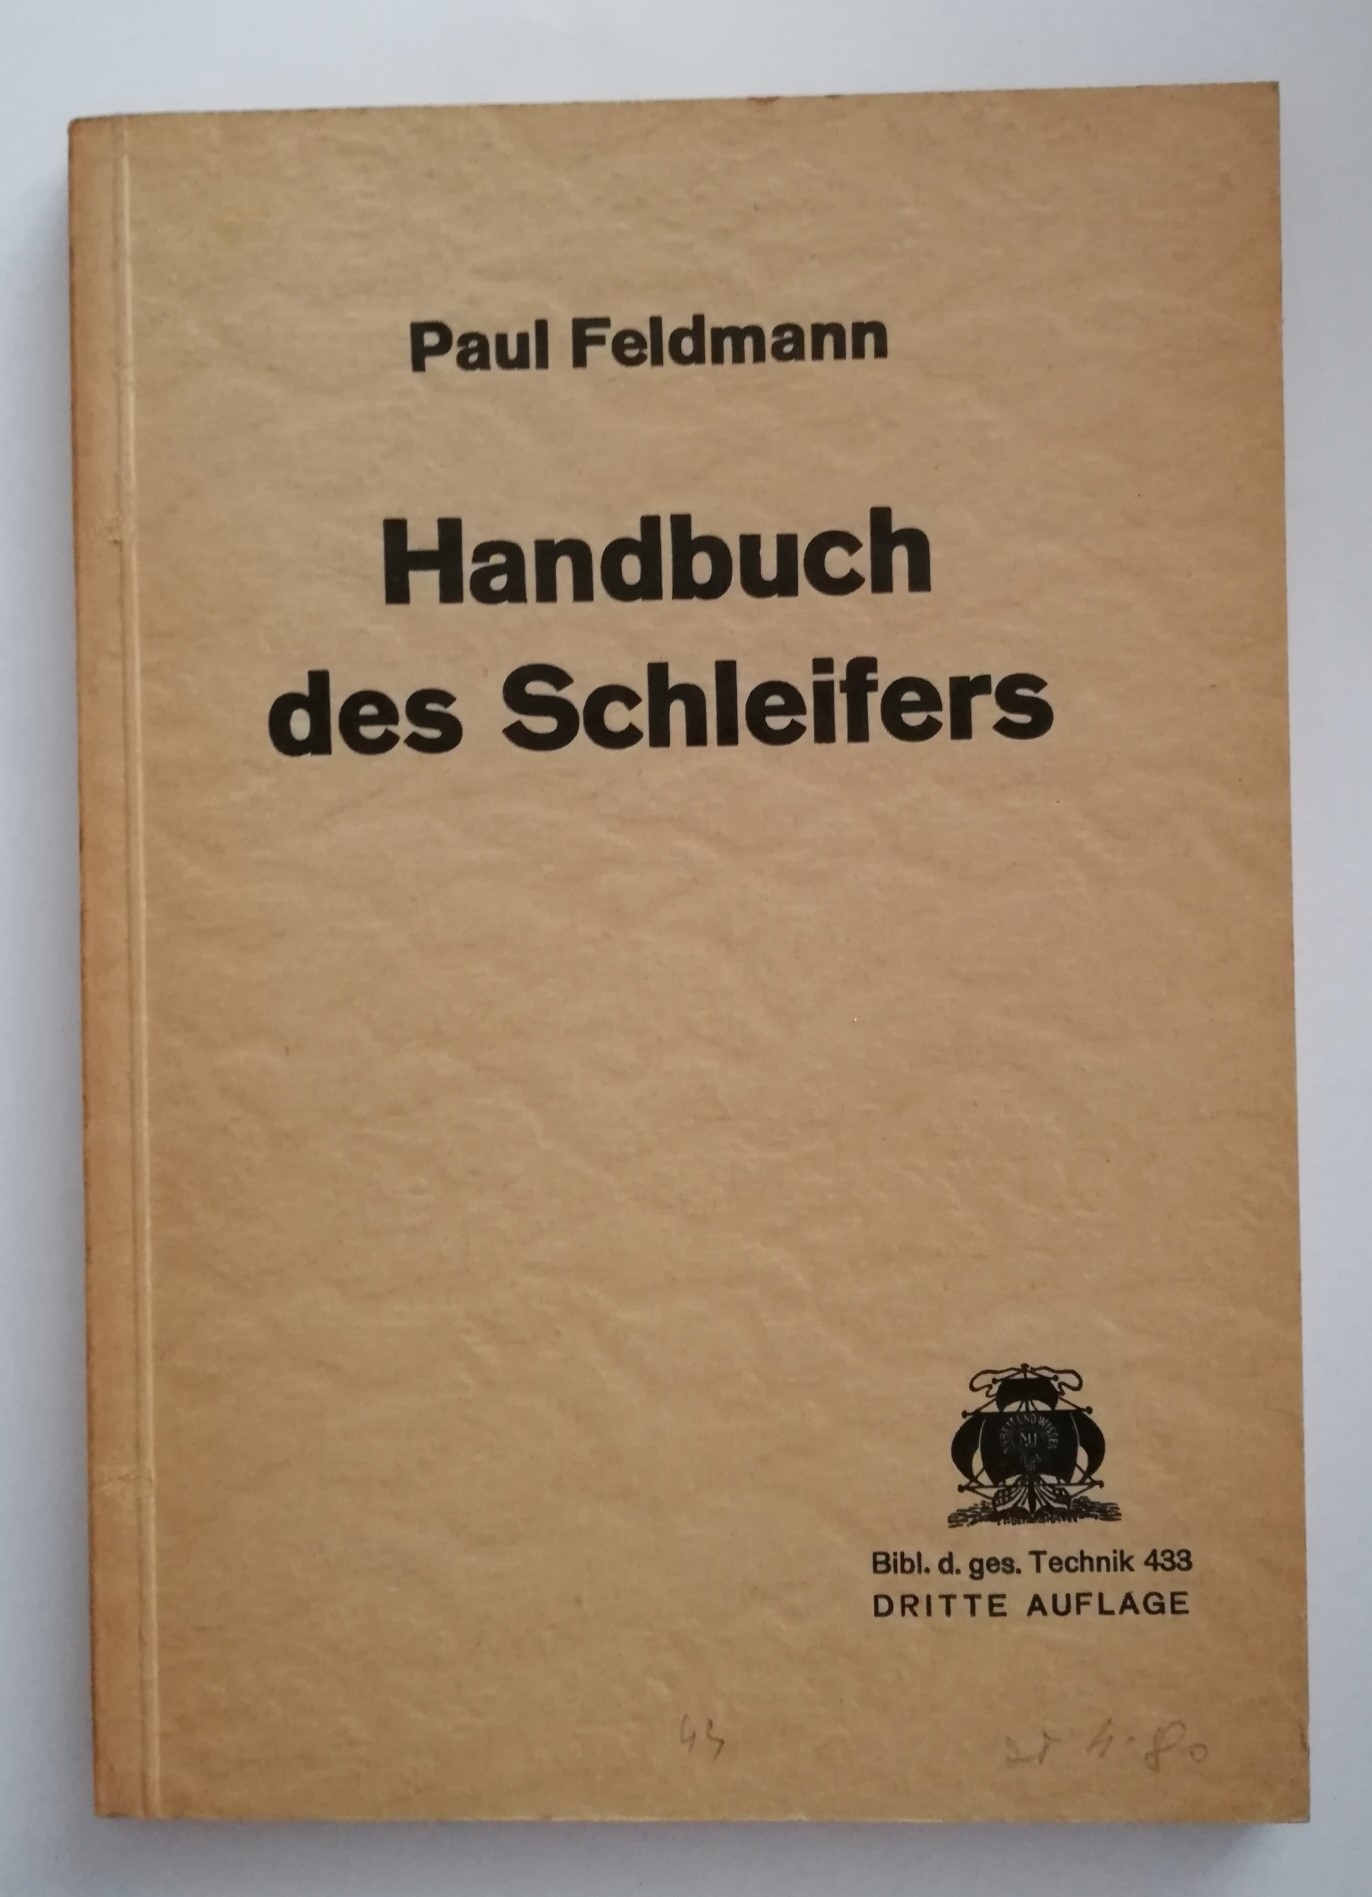 Paul Feldmann
Handbuch
des Schleifers
Bibl. d. ges. Technik 433
DRITTE AUFLAGE